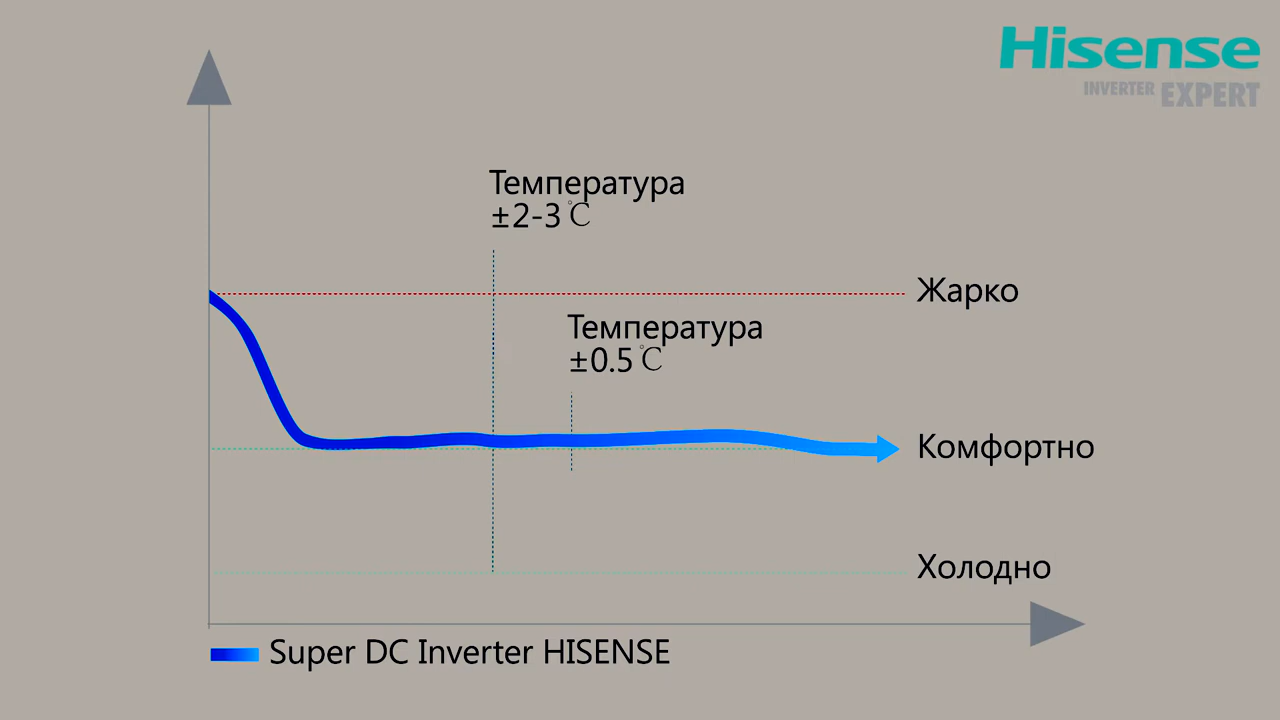 Hisense
INVERTER EXPERT
Температура
±2-3℃
Жарко
Температура
±0.5℃
Комфортно
Холодно
Super DC Inverter HISENSE